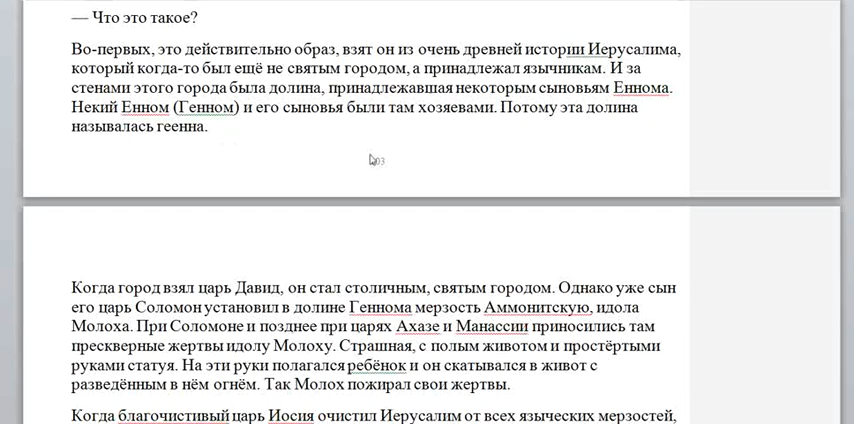 — Что это такое?
Во-первых, это действительно образ, взят он из очень древней истории Иерусалима,
который когда-то был ещё не святым городом, а принадлежал язычникам. И за
стенами этого города была долина, принадлежавшая некоторым сыновьям Еннома.
Некий Енном (Генном) и его сыновья были там хозяевами. Потому эта долина
называлась геенна.
Когда город взял царь Давид, он стал столичным, святым городом. Однако уже сын
его царь Соломон установил в долине Геннома мерзость Аммонитскую, идола
Молоха. При Соломоне и позднее при царях Ахазе и Манассии приносились там
прескверные жертвы идолу Молоху. Страшная, с полым животом и простёртыми
руками статуя. На эти руки полагался ребёнок и он скатывался в живот с
разведённым в нём огнём. Так Молох пожирал свои жертвы.
Когда благочистивый царь Иосия очистил Иерусалим от всех языческих мерзостей,